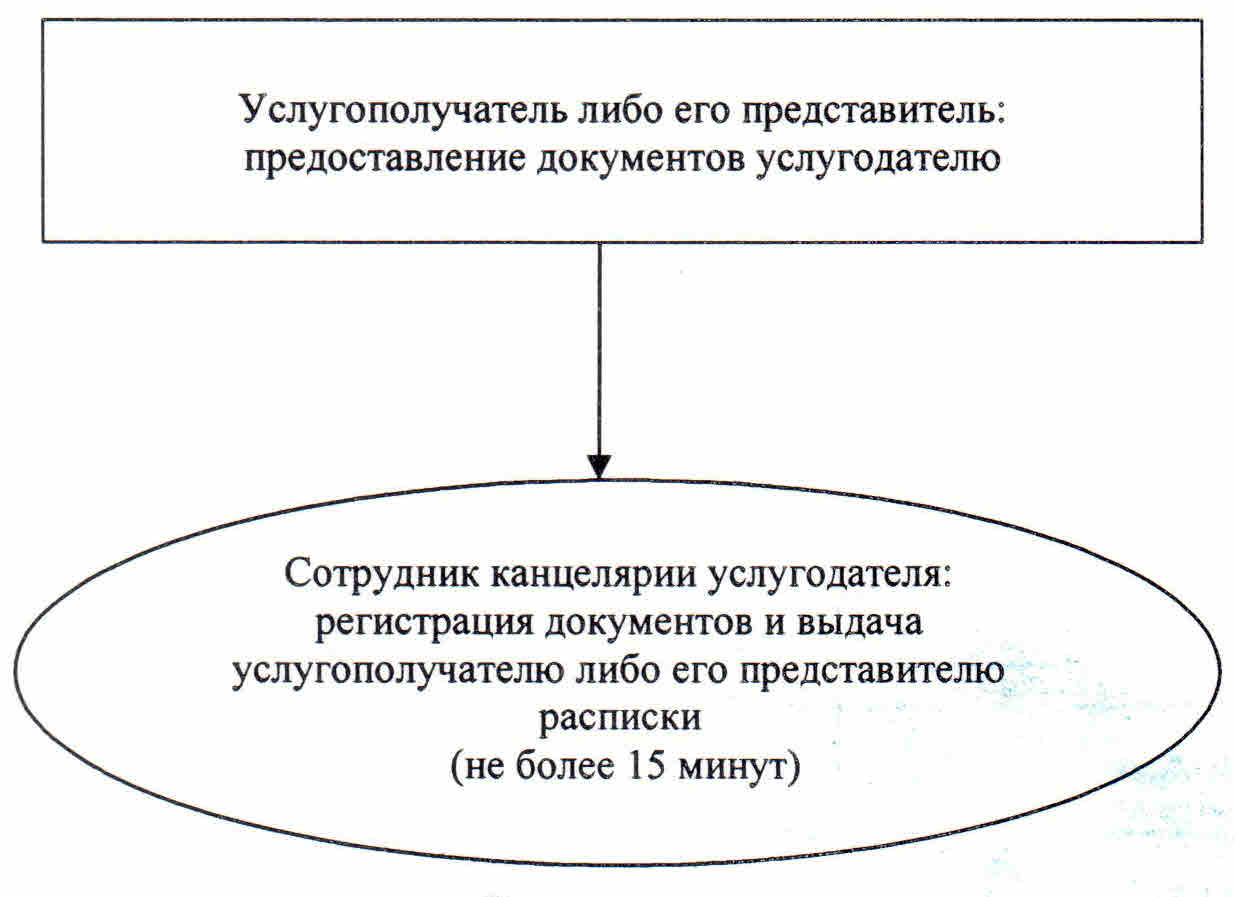 Услугополучатель либо его представитель:
предоставление документов услугодателю
Сотрудник канцелярии услугодателя:
регистрация документов и выдача
услугополучателю либо его представителю
расписки
(не более 15 минут)